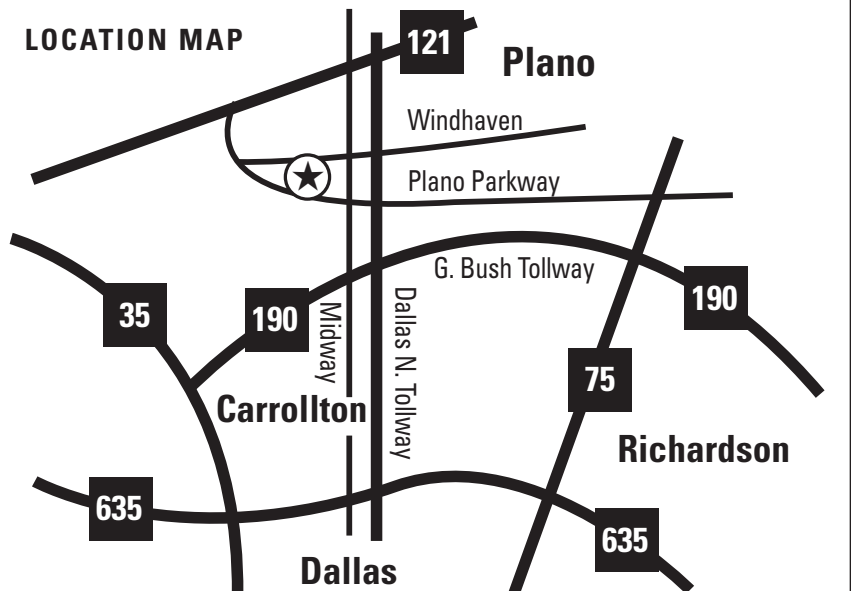 LOCATION MAP
121
Plano
Windhaven
Plano Parkway
G. Bush Tollway
35
190
190
Midway
Dallas N. Tollway
75
Carrollton
Richardson
635
635
Dallas